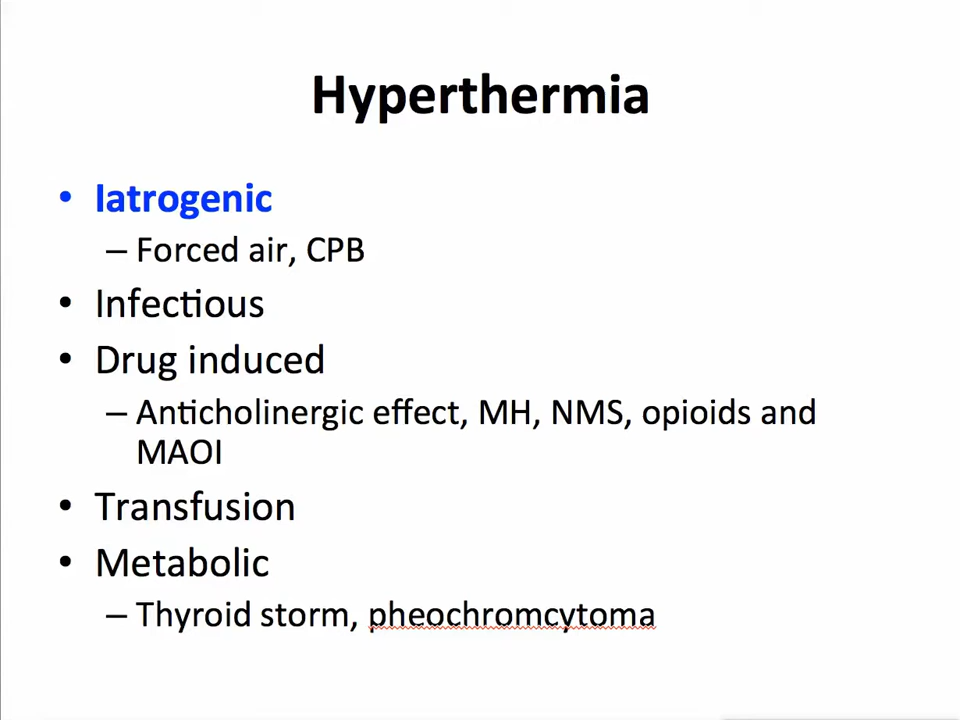 Hyperthermia
• Iatrogenic
– Forced air, CPB
• Infectious
• Drug induced
– Anticholinergic effect, MH, NMS, opioids and
MAOI
• Transfusion
• Metabolic
– Thyroid storm, pheochromcytoma